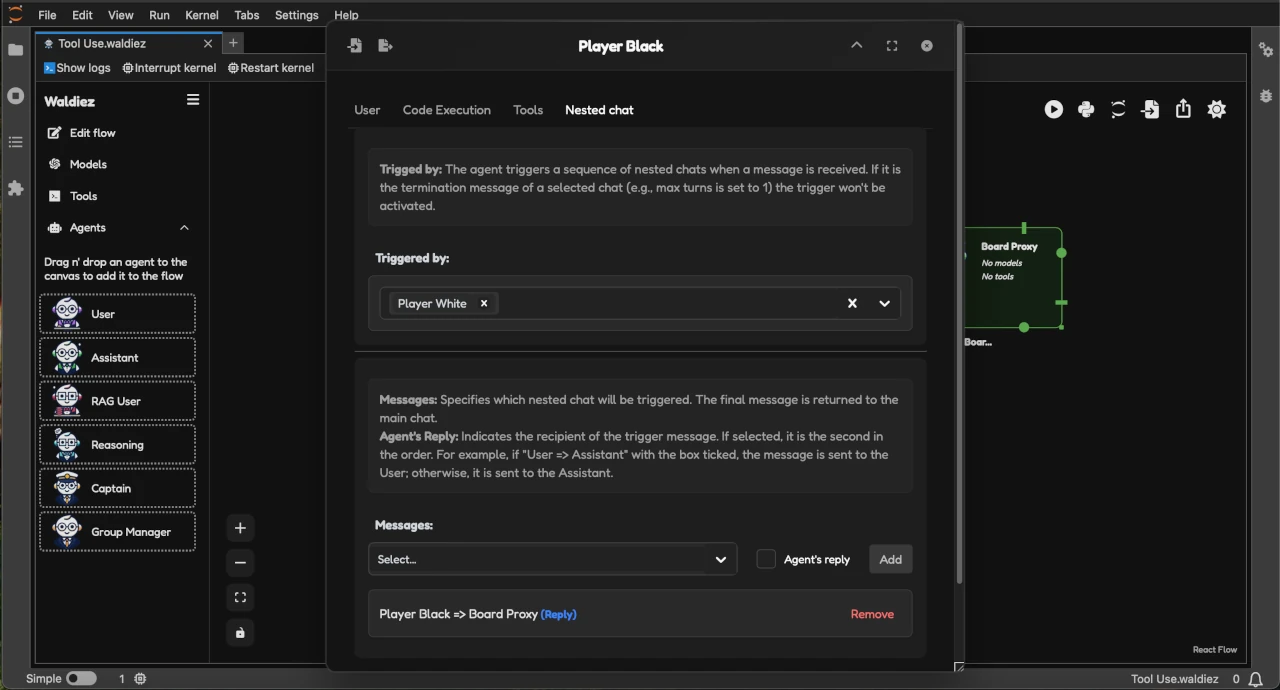 File Edit View Run Kernel Tabs Settings Help
Tool Use.waldiez
Show logs Interrupt kernel Restart kernel
Waldiez
Edit flow
Models
Tools
Agents
Drag n' drop an agent to the
canvas to add it to the flow
User
Assistant
RAG User
Reasoning
Captain
Group Manager
Player Black
User Code Execution Tools Nested chat
Trigged by: The agent triggers a sequence of nested chats when a message is received. If it is
the termination message of a selected chat (e.g., max turns is set to 1) the trigger won't be
activated.
Triggered by:
Player White
Messages: Specifies which nested chat will be triggered. The final message is returned to the
main chat.
Agent's Reply: Indicates the recipient of the trigger message. If selected, it is the second in
the order. For example, if "User => Assistant" with the box ticked, the message is sent to the
User; otherwise, it is sent to the Assistant.
Messages:
Select... Agent's reply Add
Player Black => Board Proxy (Reply) Remove
Board Proxy
No models
No tools
Boar...
React Flow
Simple 1 Tool Use.waldiez 0